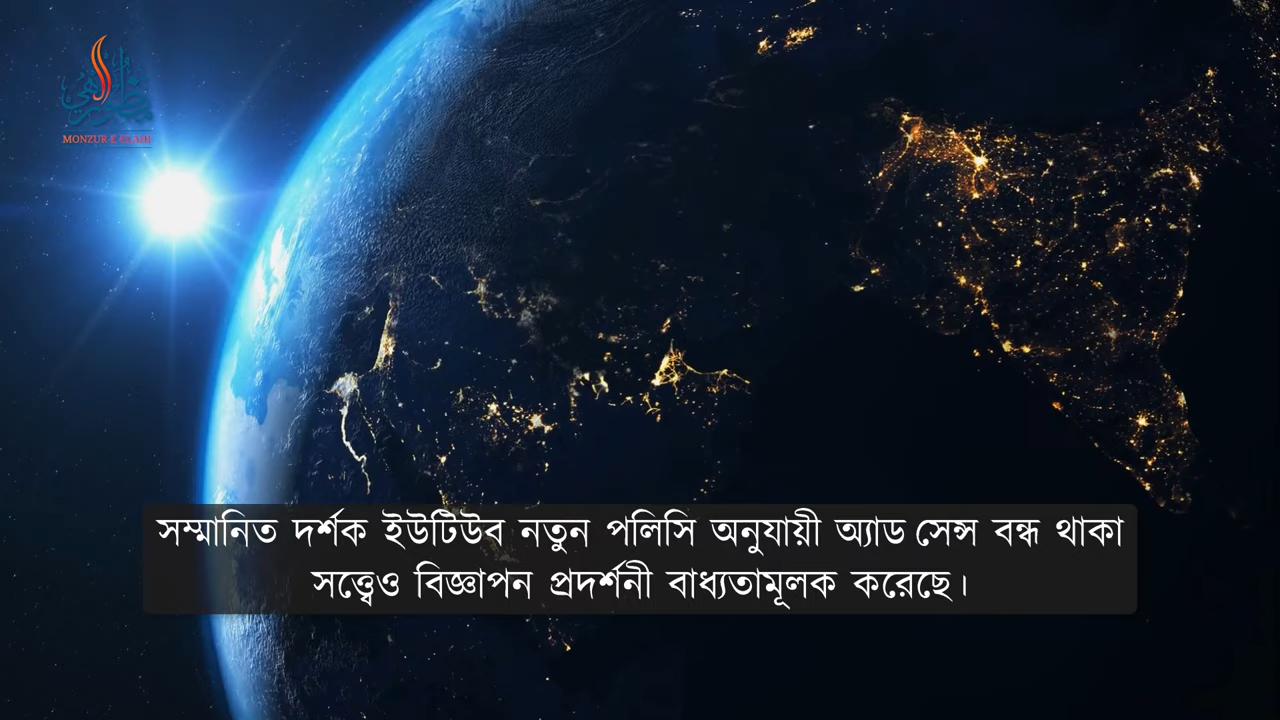 MONZUR E ELAHI
সম্মানিত দর্শক ইউটিউব নতুন পলিসি অনুযায়ী অ্যাড সেন্স বন্ধ থাকা
সত্ত্বেও বিজ্ঞাপন প্রদর্শনী বাধ্যতামূলক করেছে।